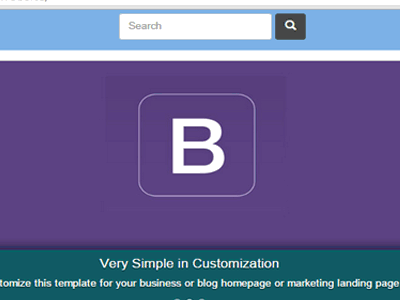 Search
B
Very Simple in Customization
tomize this template for your business or blog homepage or marketing landing page